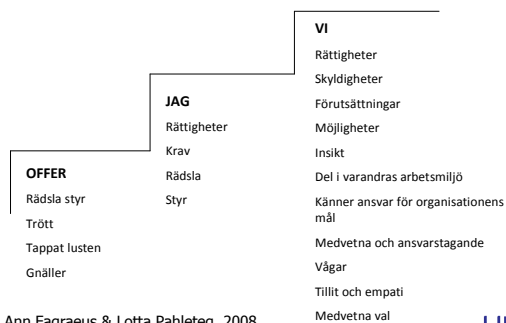 OFFER
Rädsla styr
Trött
Tappat lusten
Gnäller
JAG
Rättigheter
Krav
Rädsla
Styr
VI
Rättigheter
Skyldigheter
Förutsättningar
Möjligheter
Insikt
Del i varandras arbetsmiljö
Känner ansvar för organisationens
mål
Medvetna och ansvarstagande
Vågar
Tillit och empati
Medvetna val
Ann Fagraeus & Lotta Pahleteg, 2008